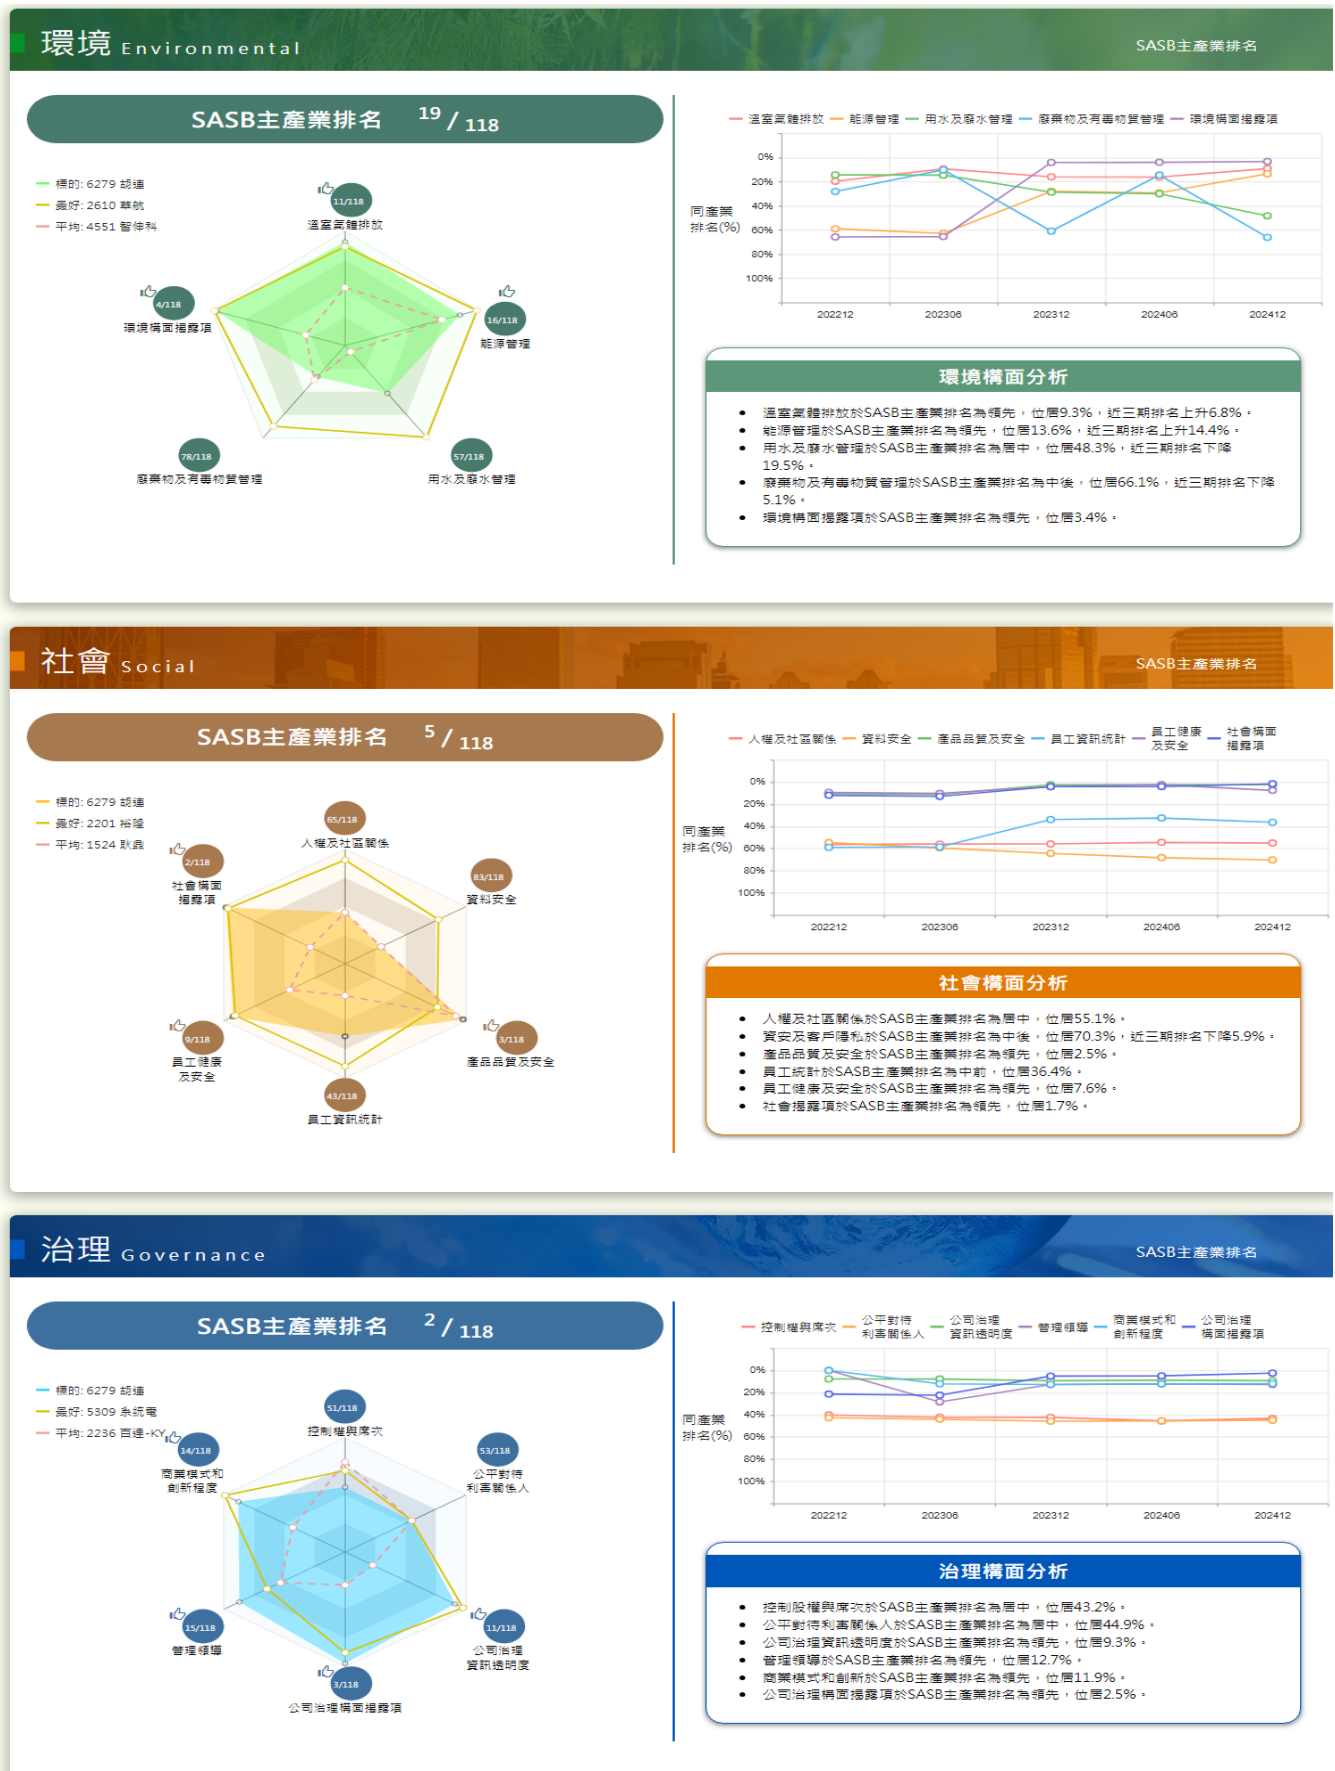 環境 Environmental
SASB主產業排名
SASB主產業排名 19 / 118
標的: 6279 胡連
最好: 2610 華航
平均: 4551 智伸科
11/118
溫室氣體排放
4/118
環境構面揭露項
16/118
能源管理
78/118
廢棄物及有毒物質管理
57/118
用水及廢水管理
溫室氣體排放 能源管理 用水及廢水管理 廢棄物及有毒物質管理 環境構面揭露項
同產業
排名(%)
0%
20%
40%
60%
80%
100%
202212 202306 202312 202406 202412
環境構面分析
溫室氣體排放於SASB主產業排名為領先，位居9.3%，近三期排名上升6.8%。
能源管理於SASB主產業排名為領先，位居13.6%，近三期排名上升14.4%。
用水及廢水管理於SASB主產業排名為居中，位居48.3%，近三期排名下降
19.5%。
廢棄物及有毒物質管理於SASB主產業排名為中後，位居66.1%，近三期排名下降
5.1%。
環境構面揭露項於SASB主產業排名為領先，位居3.4%。
社會 Social
SASB主產業排名
SASB主產業排名 5 / 118
標的: 6279 胡連
最好: 2201 裕隆
平均: 1524 耿鼎
65/118
人權及社區關係
2/118
社會構面
揭露項
83/118
資料安全
9/118
員工健康
及安全
3/118
產品品質及安全
43/118
員工資訊統計
人權及社區關係 資料安全 產品品質及安全 員工資訊統計 員工健康
及安全 社會構面
揭露項
同產業
排名(%)
0%
20%
40%
60%
80%
100%
202212 202306 202312 202406 202412
社會構面分析
人權及社區關係於SASB主產業排名為居中，位居55.1%。
資安及客戶隱私於SASB主產業排名為中後，位居70.3%，近三期排名下降5.9%。
產品品質及安全於SASB主產業排名為領先，位居2.5%。
員工統計於SASB主產業排名為中前，位居36.4%。
員工健康及安全於SASB主產業排名為領先，位居7.6%。
社會揭露項於SASB主產業排名為領先，位居1.7%。
治理 Governance
SASB主產業排名
SASB主產業排名 2 / 118
標的: 6279 胡連
最好: 5309 系統電
平均: 2236 百達-KY
51/118
控制權與席次
14/118
商業模式和
創新程度
53/118
公平對待
利害關係人
15/118
管理領導
11/118
公司治理
資訊透明度
3/118
公司治理構面揭露項
控制權與席次 公平對待
利害關係人 公司治理
資訊透明度 管理領導 商業模式和
創新程度 公司治理
構面揭露項
同產業
排名(%)
0%
20%
40%
60%
80%
100%
202212 202306 202312 202406 202412
治理構面分析
控制股權與席次於SASB主產業排名為居中，位居43.2%。
公平對待利害關係人於SASB主產業排名為居中，位居44.9%。
公司治理資訊透明度於SASB主產業排名為領先，位居9.3%。
管理領導於SASB主產業排名為領先，位居12.7%。
商業模式和創新於SASB主產業排名為領先，位居11.9%。
公司治理構面揭露項於SASB主產業排名為領先，位居2.5%。